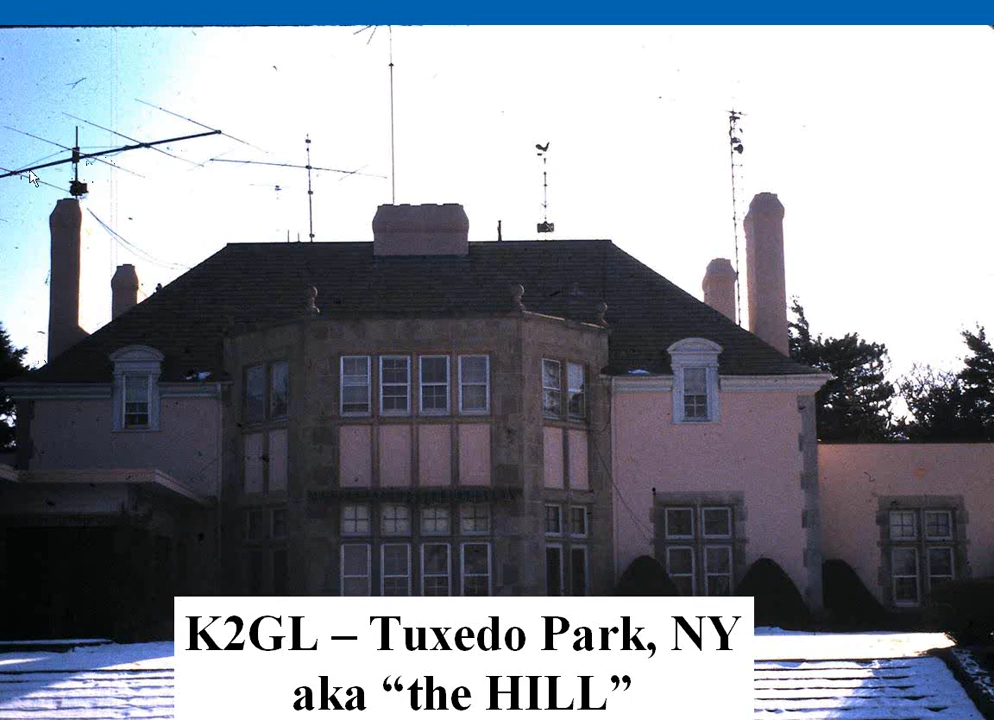 K2GL – Tuxedo Park, NY
aka “the HILL”